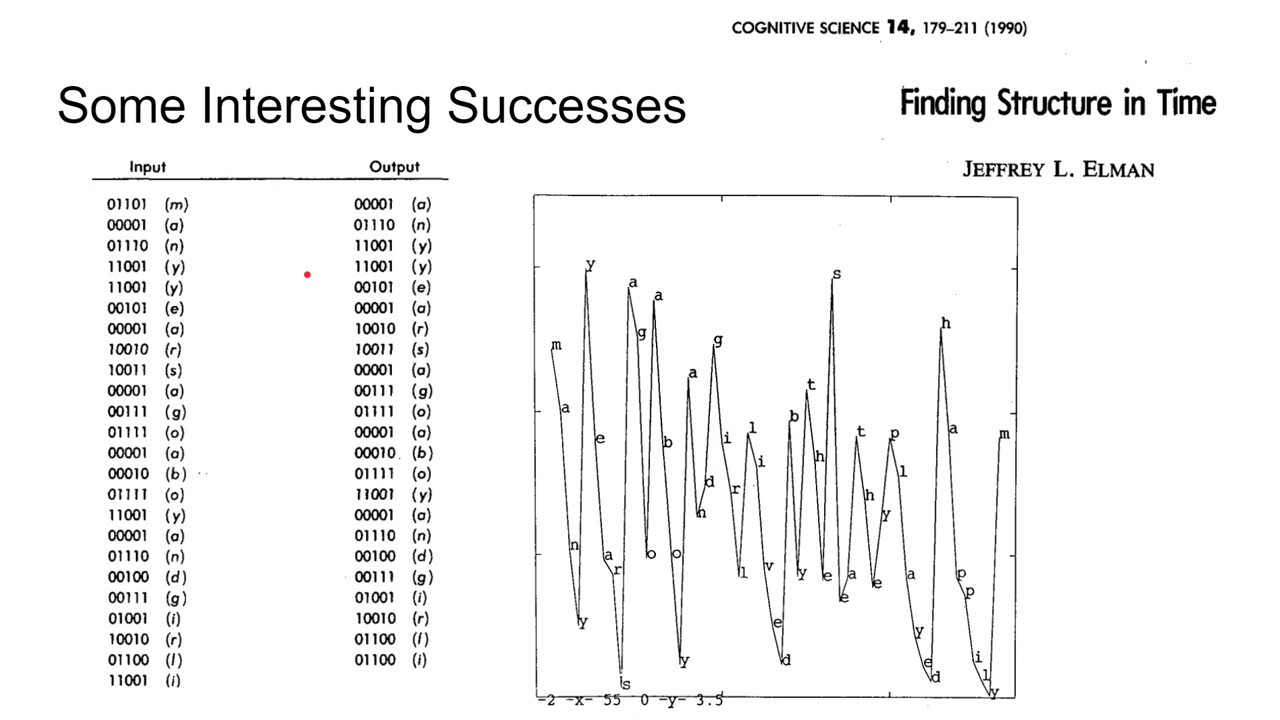 COGNITIVE SCIENCE 14, 179–211 (1990)
Some Interesting Successes
Finding Structure in Time
JEFFREY L. ELMAN
Input Output
01101 (m) 00001 (a)
00001 (a) 01110 (n)
01110 (n) 11001 (y)
11001 (y) 11001 (y)
11001 (y) 00101 (e)
00101 (e) 00001 (a)
00001 (a) 10010 (r)
10010 (r) 10011 (s)
10011 (s) 00001 (a)
00001 (a) 00111 (g)
00111 (g) 01111 (o)
01111 (o) 00001 (a)
00001 (a) 00010 (b)
00010 (b) 01111 (o)
01111 (o) 11001 (y)
11001 (y) 00001 (a)
00001 (a) 01110 (n)
01110 (n) 00100 (d)
00100 (d) 00111 (g)
00111 (g) 01001 (i)
01001 (i) 10010 (r)
10010 (r) 01100 (l)
01100 (l) 01100 (i)
11001 (i)
m a n y y e a r s a g o a b o y a n d g i r l l i v e d b y t h e s e a t h e y p l a y e d h a p p i l y m
-2 -x- 55 0 -y- 3.5